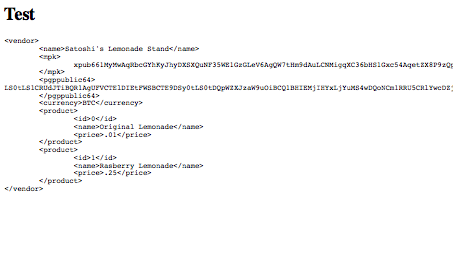 Test
<vendor>
<name>Satoshi's Lemonade Stand</name>
<mpk>
</mpk>
<pgppublic64>
</pgppublic64>
<currency>BTC</currency>
<product>
<id>0</id>
<name>Original Lemonade</name>
<price>.01</price>
</product>
<product>
<id>1</id>
<name>Rasberry Lemonade</name>
<price>.25</price>
</product>
</vendor>